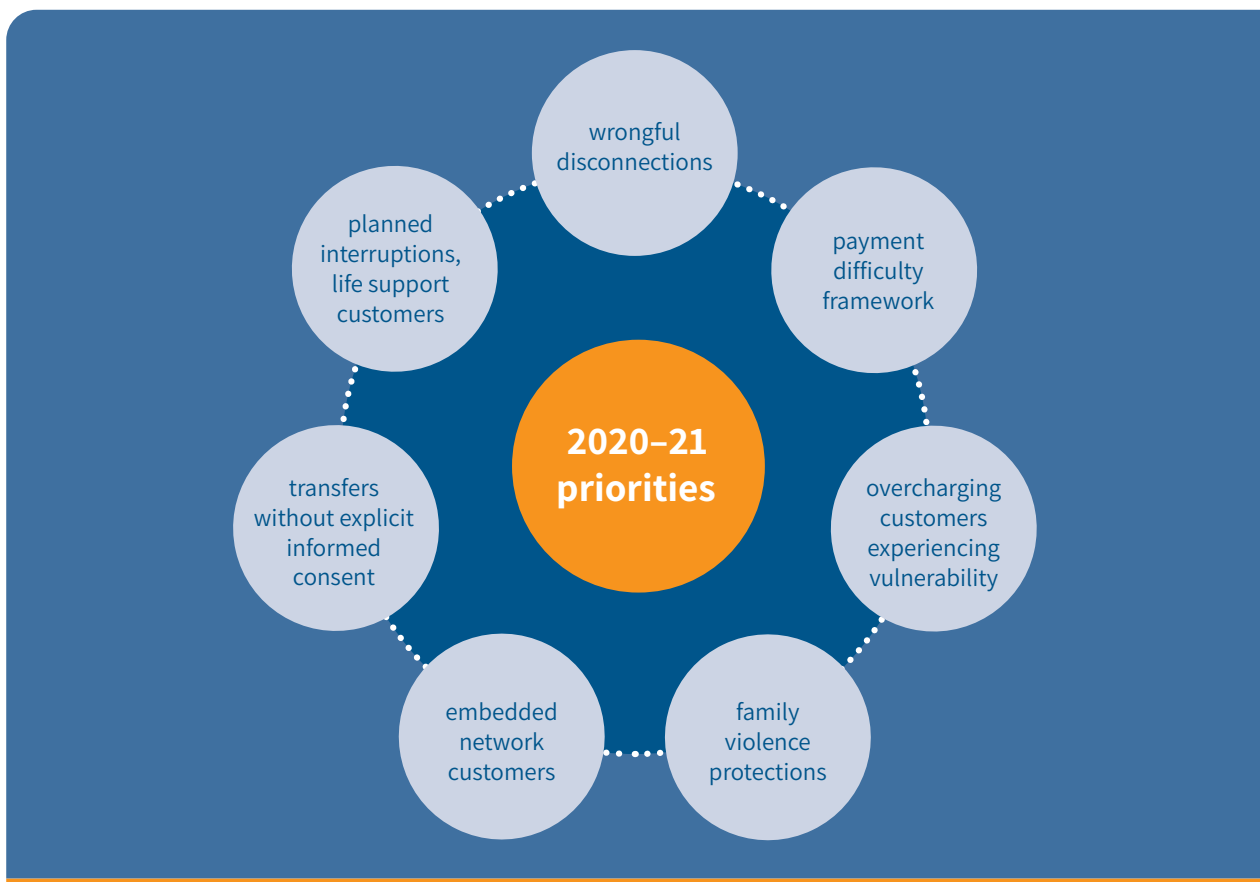 wrongful
disconnections
payment
difficulty
framework
overcharging
customers
experiencing
vulnerability
family
violence
protections
embedded
network
customers
transfers
without explicit
informed
consent
planned
interruptions,
life support
customers
2020–21
priorities